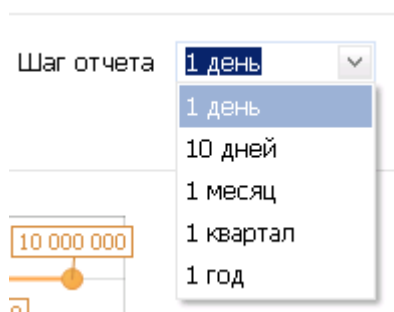 Шаг отчета 1 день
1 день
10 дней
1 месяц
1 квартал
1 год
10 000 000